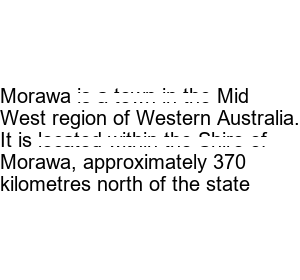 Morawa is a town in the Mid
West region of Western Australia.
It is located within the Shire of
Morawa, approximately 370
kilometres north of the state